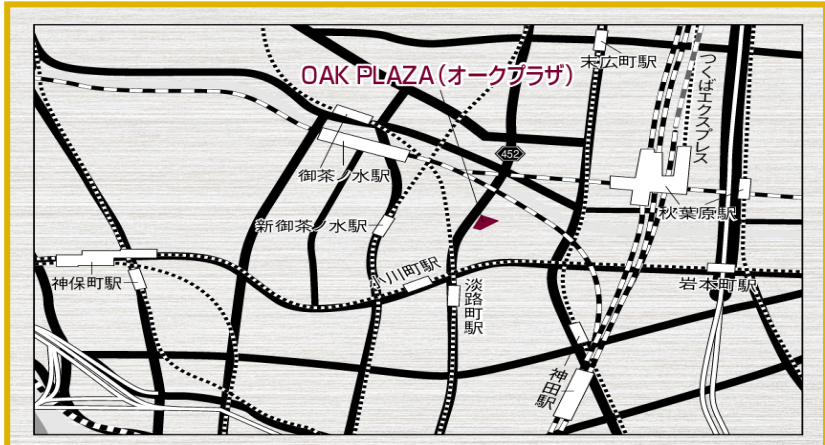 末広町駅
OAK PLAZA(オークプラザ)
つくばエクスプレス
452
御茶ノ水駅
秋葉原駅
新御茶ノ水駅
小川町駅
神保町駅
淡路町駅
岩本町駅
神田駅